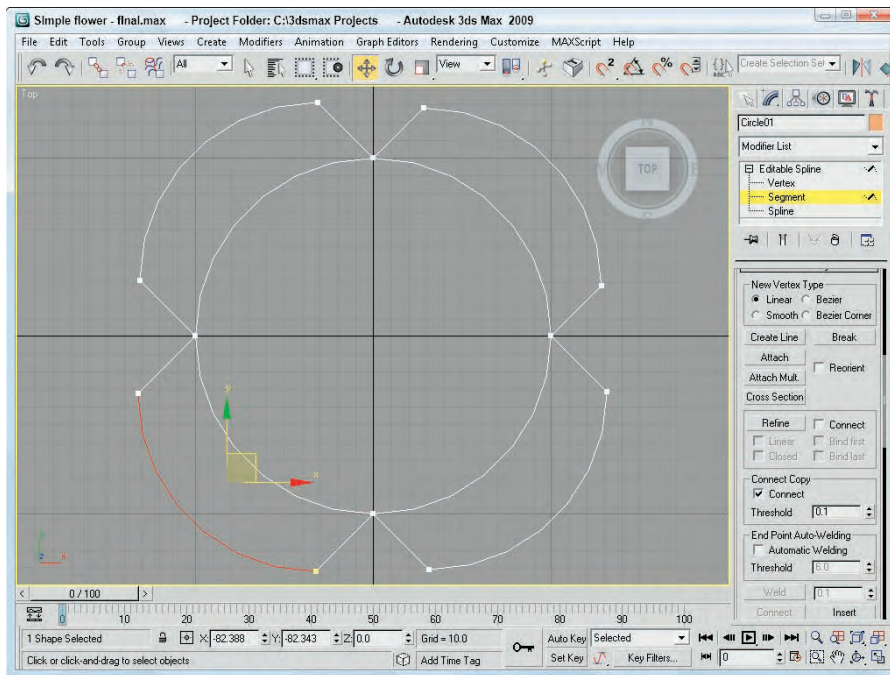 Simple flower - final.max - Project Folder: C:\3dsmax Projects - Autodesk 3ds Max 2009
File Edit Tools Group Views Create Modifiers Animation Graph Editors Rendering Customize MAXScript Help
All
View
Create Selection Set
Top
TOP
Circle01
Modifier List
Editable Spline
Vertex
Segment
Spline
New Vertex Type
Linear Bezier
Smooth Bezier Corner
Create Line Break
Attach
Reorient
Attach Mult.
Cross Section
Refine Connect
Linear Bind first
Closed Bind last
Connect Copy
Connect
Threshold 0.1
End Point Auto-Welding
Automatic Welding
Threshold 6.0
Weld 0.1
Connect Insert
y
x
z x
< 0 / 100 >
0 10 20 30 40 50 60 70 80 90 100
1 Shape Selected X: -82.388 Y: -82.343 Z: 0.0 Grid = 10.0 Auto Key Selected
Click or click-and-drag to select objects Add Time Tag Set Key Key Filters... 0